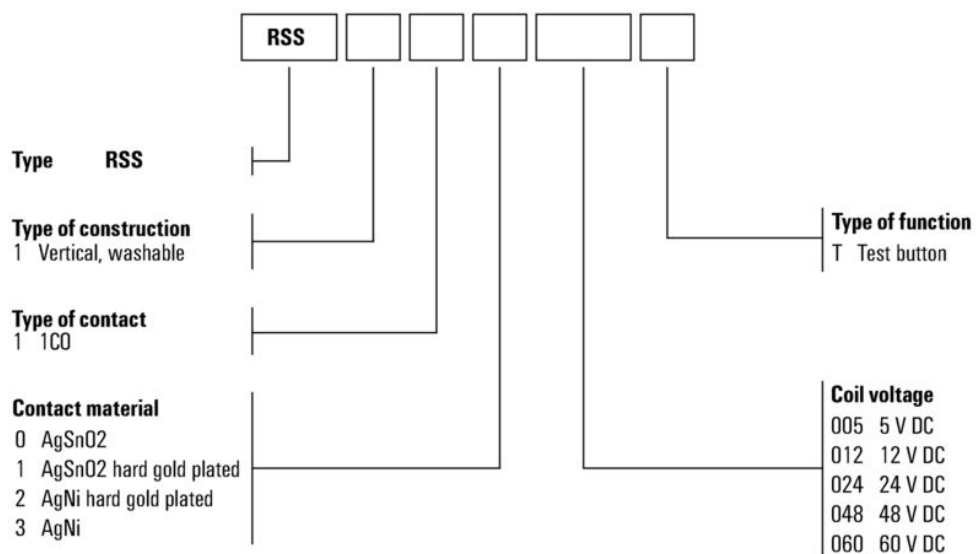 RSS
Type RSS
Type of construction
1 Vertical, washable
Type of contact
1 1CO
Contact material
0 AgSnO2
1 AgSnO2 hard gold plated
2 AgNi hard gold plated
3 AgNi
Type of function
T Test button
Coil voltage
005 5 V DC
012 12 V DC
024 24 V DC
048 48 V DC
060 60 V DC